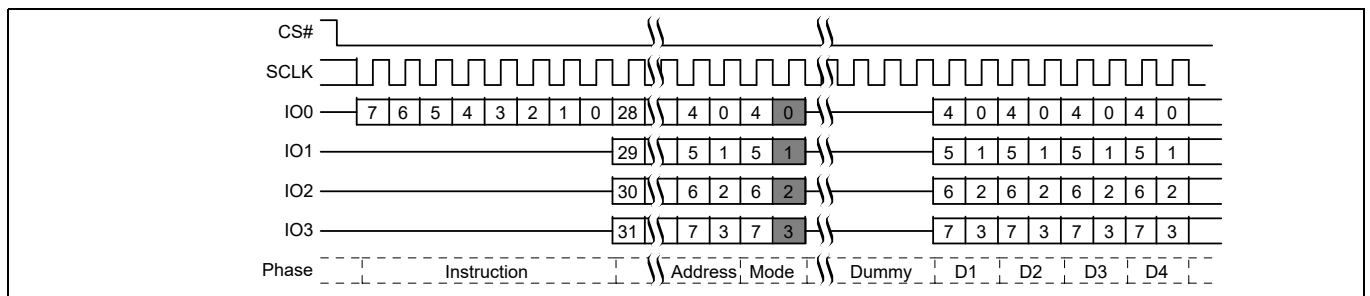 CS#
SCLK
IO0 7 6 5 4 3 2 1 0 28 4 0 4 0 4 0 4 0 4 0 4 0
IO1 29 5 1 5 1 5 1 5 1 5 1 5 1
IO2 30 6 2 6 2 6 2 6 2 6 2 6 2
IO3 31 7 3 7 3 7 3 7 3 7 3 7 3
Phase Instruction Address Mode Dummy D1 D2 D3 D4